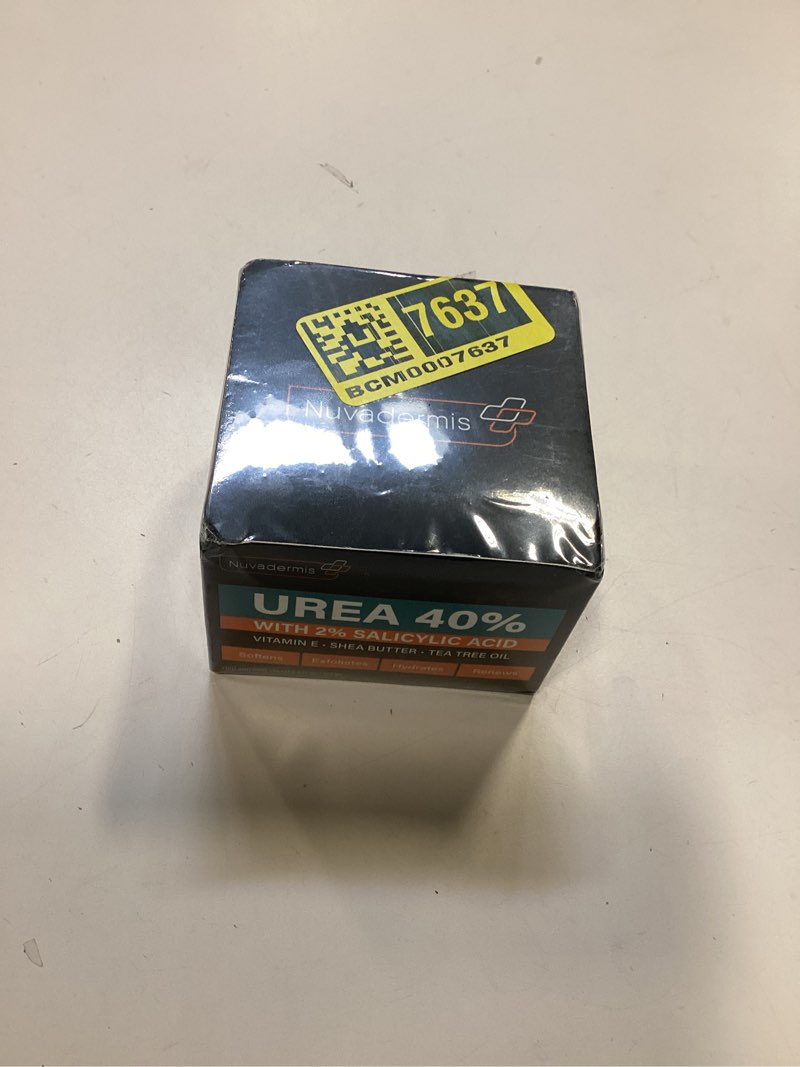 7637
BCM0007637
Nuvadermis
Nuvadermis
UREA 40%
WITH 2% SALICYLIC ACID
VITAMIN E · SHEA BUTTER · TEA TREE OIL
Softens Exfoliates Hydrates Renews